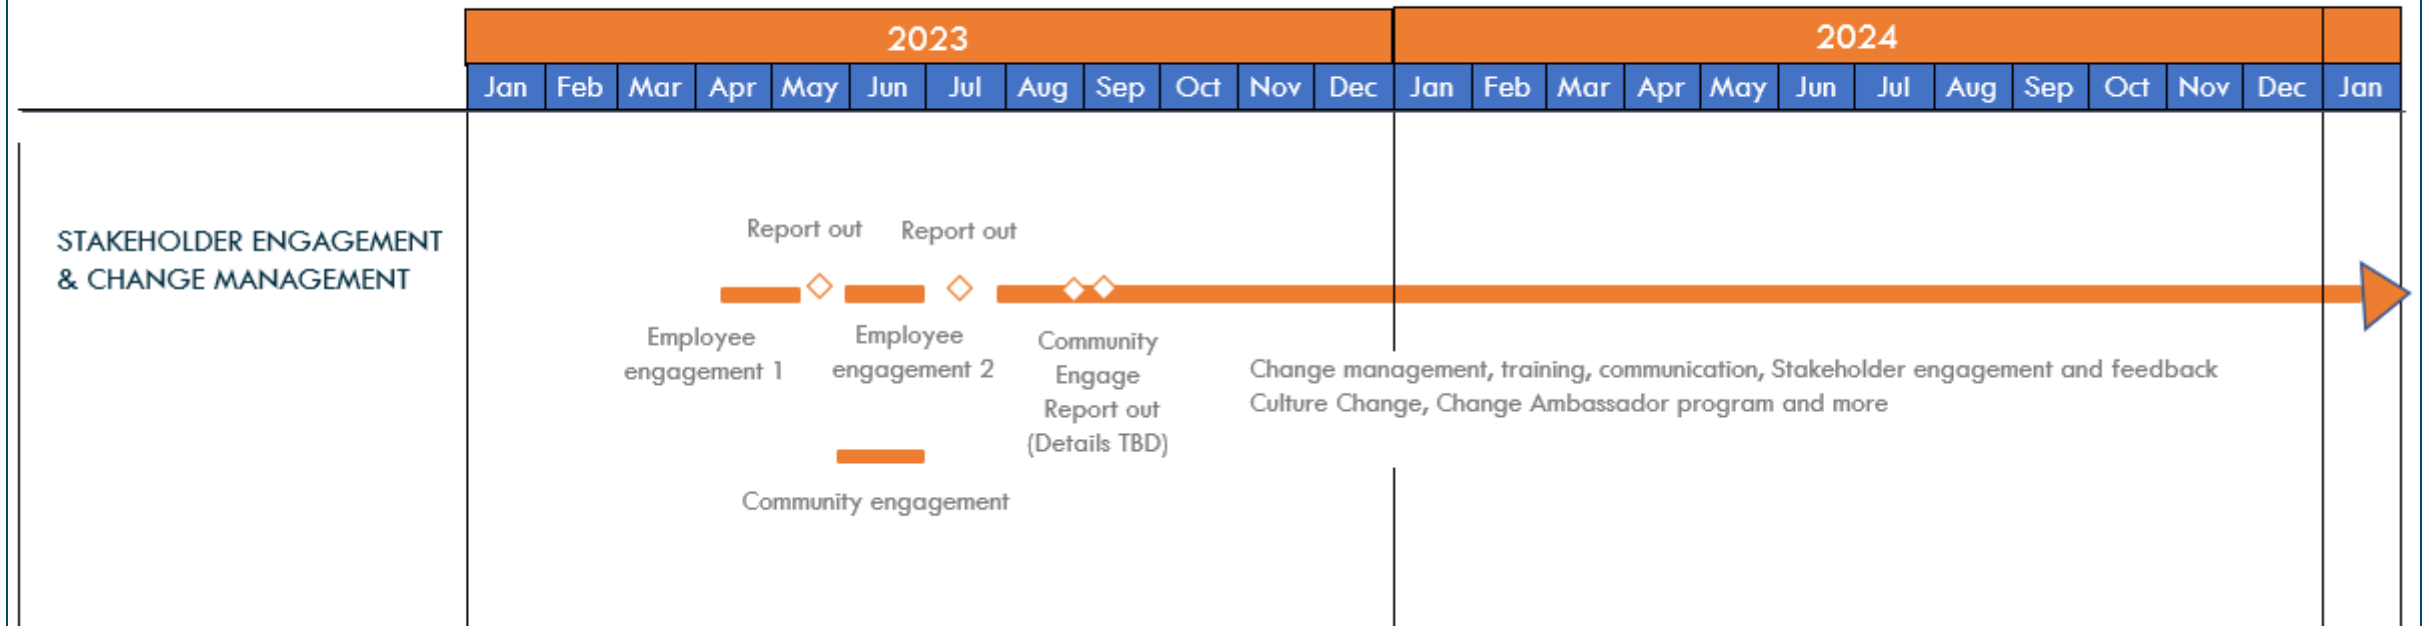 2023 2024
Jan Feb Mar Apr May Jun Jul Aug Sep Oct Nov Dec Jan Feb Mar Apr May Jun Jul Aug Sep Oct Nov Dec Jan
STAKEHOLDER ENGAGEMENT
& CHANGE MANAGEMENT
Report out
Report out
Employee
engagement 1
Employee
engagement 2
Community
Engage
Report out
(Details TBD)
Change management, training, communication, Stakeholder engagement and feedback
Culture Change, Change Ambassador program and more
Community engagement